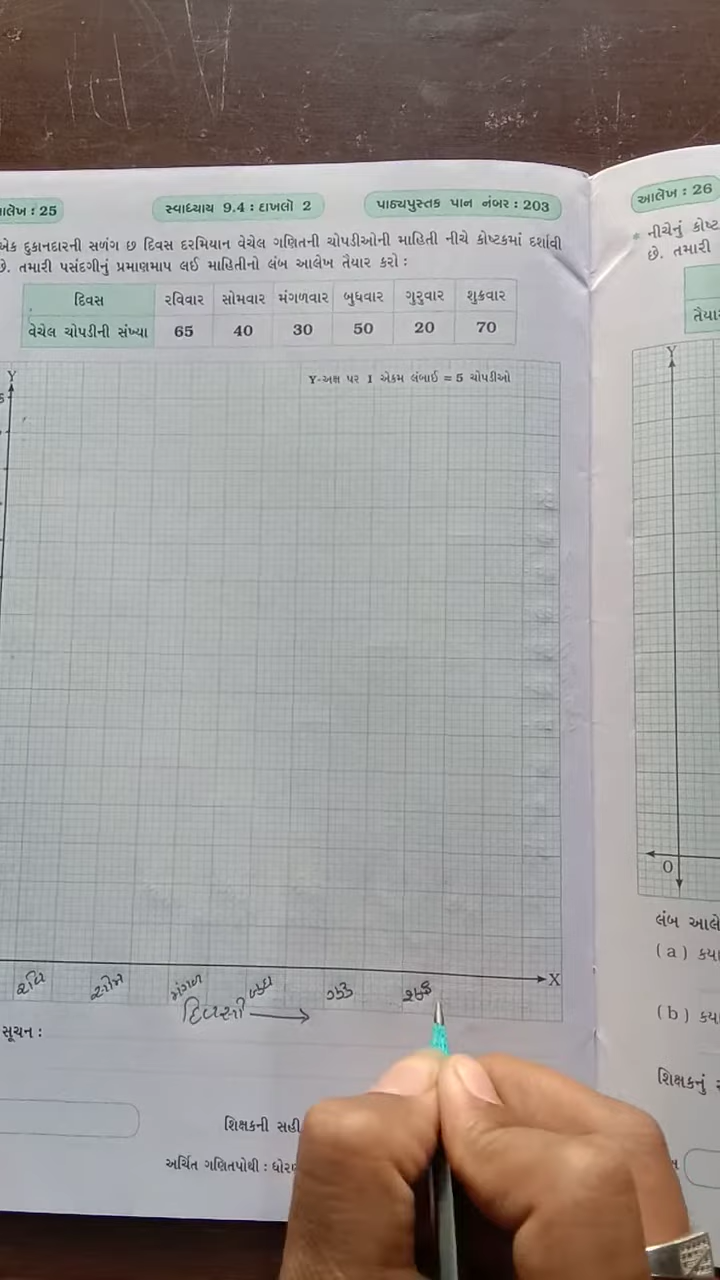 આલેખ : 25
સ્વાધ્યાય 9.4 : દાખલો 2
પાઠ્યપુસ્તક પાન નંબર : 203
એક દુકાનદારની સળંગ છ દિવસ દરમિયાન વેચેલ ગણિતની ચોપડીઓની માહિતી નીચે કોષ્ટકમાં દર્શાવી
છે. તમારી પસંદગીનું પ્રમાણમાપ લઈ માહિતીનો લંબ આલેખ તૈયાર કરો :
દિવસ રવિવાર સોમવાર મંગળવાર બુધવાર ગુરુવાર શુક્રવાર
વેચેલ ચોપડીની સંખ્યા 65 40 30 50 20 70
Y
Y-અક્ષ પર 1 એકમ લંબાઈ = 5 ચોપડીઓ
X
રવિ સોમ મંગળ બુધ ગુરુ શુક્ર
દિવસો
સૂચન :
શિક્ષકની સહી
અર્ચિત ગણિતપોથી : ધોર
આલેખ : 26
* નીચેનું કોષ્ટ
છે. તમારી
તૈયા
Y
O
લંબ આલે
(a) કયા
(b) કયા
શિક્ષકનું